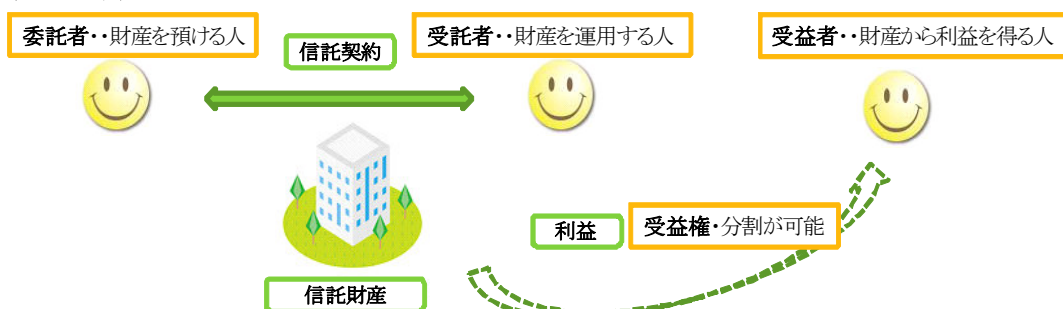 委託者・・財産を預ける人
信託契約
受託者・・財産を運用する人
受益者・・財産から利益を得る人
利益
受益権・分割が可能
信託財産